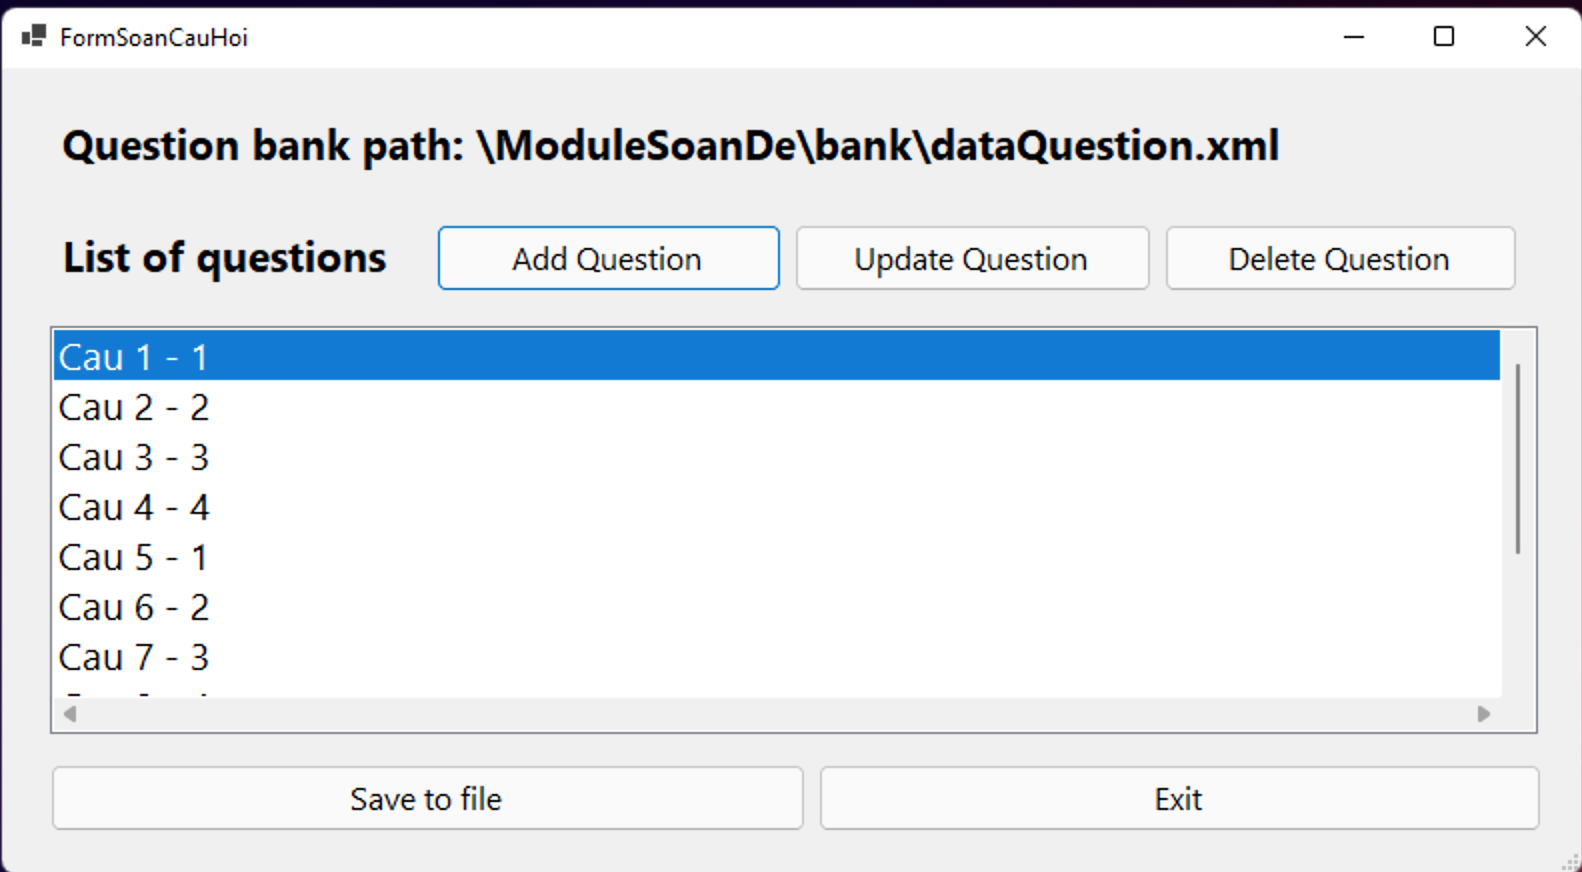 FormSoanCauHoi
Question bank path: \ModuleSoanDe\bank\dataQuestion.xml
List of questions
Add Question
Update Question
Delete Question
Cau 1 - 1
Cau 2 - 2
Cau 3 - 3
Cau 4 - 4
Cau 5 - 1
Cau 6 - 2
Cau 7 - 3
Save to file
Exit